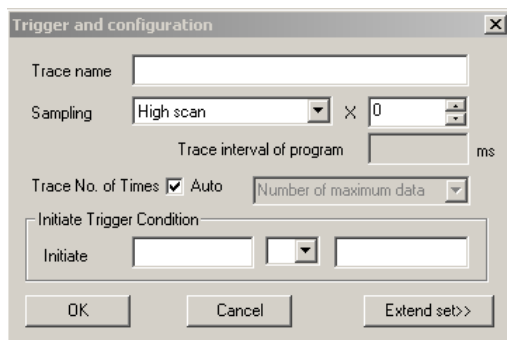 Trigger and configuration
Trace name
Sampling High scan X 0
Trace interval of program ms
Trace No. of Times Auto Number of maximum data
Initiate Trigger Condition
Initiate
OK Cancel Extend set>>